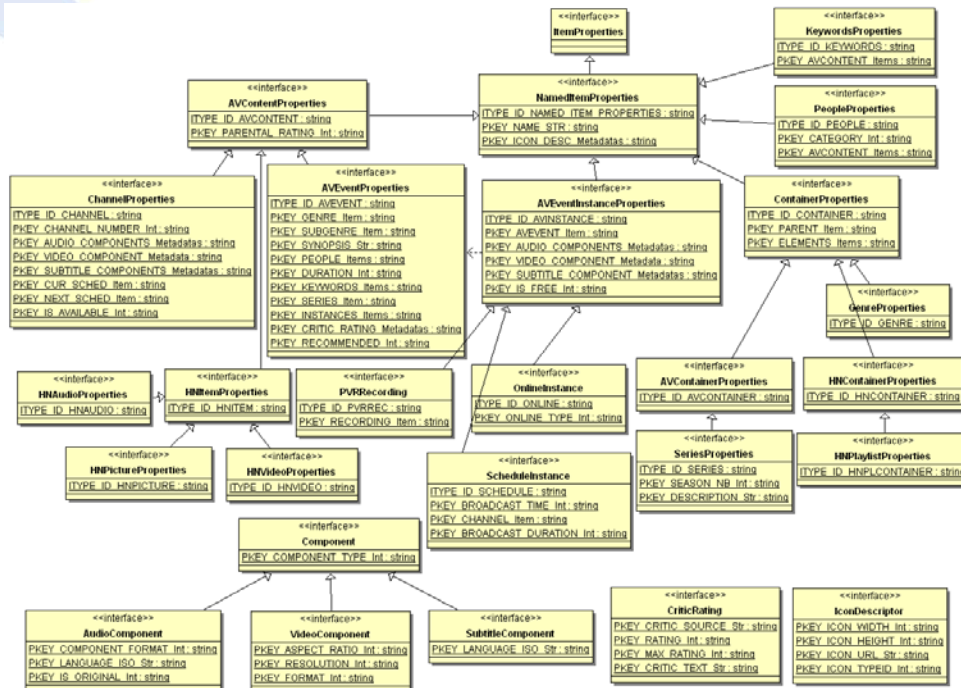 <<interface>>
ItemProperties
<<interface>>
KeywordsProperties
ITYPE_ID_KEYWORDS : string
PKEY_AVCONTENT_Items : string
<<interface>>
AVContentProperties
ITYPE_ID_AVCONTENT : string
PKEY_PARENTAL_RATING_Int : string
<<interface>>
NamedItemProperties
ITYPE_ID_NAMED_ITEM_PROPERTIES : string
PKEY_NAME_STR : string
PKEY_ICON_DESC_Metadatas : string
<<interface>>
PeopleProperties
ITYPE_ID_PEOPLE : string
PKEY_CATEGORY_Int : string
PKEY_AVCONTENT_Items : string
<<interface>>
ChannelProperties
ITYPE_ID_CHANNEL : string
PKEY_CHANNEL_NUMBER_Int : string
PKEY_AUDIO_COMPONENTS_Metadatas : string
PKEY_VIDEO_COMPONENT_Metadata : string
PKEY_SUBTITLE_COMPONENTS_Metadatas : string
PKEY_CUR_SCHED_Item : string
PKEY_NEXT_SCHED_Item : string
PKEY_IS_AVAILABLE_Int : string
<<interface>>
AVEventProperties
ITYPE_ID_AVEVENT : string
PKEY_GENRE_Item : string
PKEY_SUBGENRE_Item : string
PKEY_SYNOPSIS_Str : string
PKEY_PEOPLE_Items : string
PKEY_DURATION_Int : string
PKEY_KEYWORDS_Items : string
PKEY_SERIES_Item : string
PKEY_INSTANCES_Items : string
PKEY_CRITIC_RATING_Metadatas : string
PKEY_RECOMMENDED_Int : string
<<interface>>
AVEventInstanceProperties
ITYPE_ID_AVINSTANCE : string
PKEY_AVEVENT_Item : string
PKEY_AUDIO_COMPONENTS_Metadatas : string
PKEY_VIDEO_COMPONENT_Metadata : string
PKEY_SUBTITLE_COMPONENT_Metadatas : string
PKEY_IS_FREE_Int : string
<<interface>>
ContainerProperties
ITYPE_ID_CONTAINER : string
PKEY_PARENT_Item : string
PKEY_ELEMENTS_Items : string
<<interface>>
GenreProperties
ITYPE_ID_GENRE : string
<<interface>>
HNAudioProperties
ITYPE_ID_HNAUDIO : string
<<interface>>
HNItemProperties
ITYPE_ID_HNITEM : string
<<interface>>
PVRRecording
ITYPE_ID_PVRREC : string
PKEY_RECORDING_Item : string
<<interface>>
OnlineInstance
ITYPE_ID_ONLINE : string
PKEY_ONLINE_TYPE_Int : string
<<interface>>
AVContainerProperties
ITYPE_ID_AVCONTAINER : string
<<interface>>
HNContainerProperties
ITYPE_ID_HNCONTAINER : string
<<interface>>
HNPictureProperties
ITYPE_ID_HNPICTURE : string
<<interface>>
HNVideoProperties
ITYPE_ID_HNVIDEO : string
<<interface>>
ScheduleInstance
ITYPE_ID_SCHEDULE : string
PKEY_BROADCAST_TIME_Int : string
PKEY_CHANNEL_Item : string
PKEY_BROADCAST_DURATION_Int : string
<<interface>>
SeriesProperties
ITYPE_ID_SERIES : string
PKEY_SEASON_NB_Int : string
PKEY_DESCRIPTION_Str : string
<<interface>>
HNPlaylistProperties
ITYPE_ID_HNPLCONTAINER : string
<<interface>>
Component
PKEY_COMPONENT_TYPE_Int : string
<<interface>>
AudioComponent
PKEY_COMPONENT_FORMAT_Int : string
PKEY_LANGUAGE_ISO_Str : string
PKEY_IS_ORIGINAL_Int : string
<<interface>>
VideoComponent
PKEY_ASPECT_RATIO_Int : string
PKEY_RESOLUTION_Int : string
PKEY_FORMAT_Int : string
<<interface>>
SubtitleComponent
PKEY_LANGUAGE_ISO_Str : string
<<interface>>
CriticRating
PKEY_CRITIC_SOURCE_Str : string
PKEY_RATING_Int : string
PKEY_MAX_RATING_Int : string
PKEY_CRITIC_TEXT_Str : string
<<interface>>
IconDescriptor
PKEY_ICON_WIDTH_Int : string
PKEY_ICON_HEIGHT_Int : string
PKEY_ICON_URL_Str : string
PKEY_ICON_TYPEID_Int : string